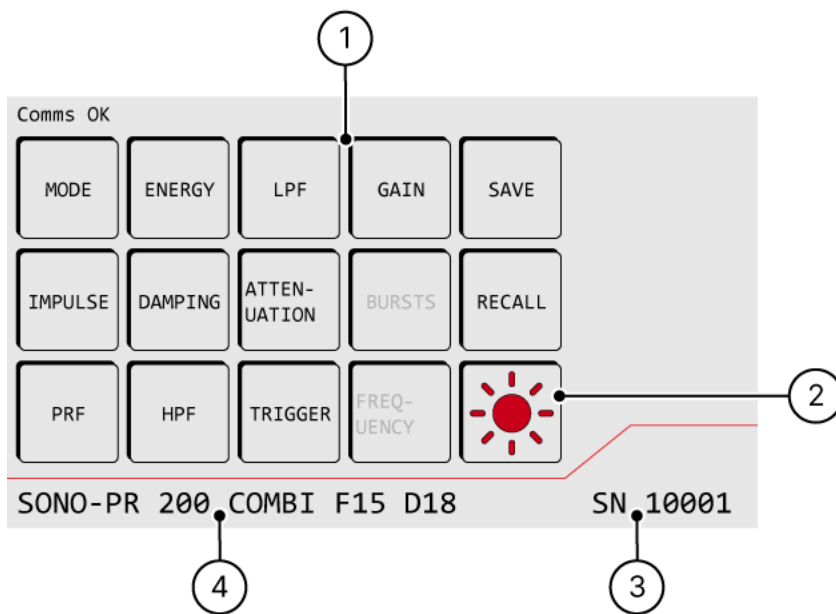 1
Comms OK
MODE ENERGY LPF GAIN SAVE
IMPULSE DAMPING ATTEN-
UATION BURSTS RECALL
PRF HPF TRIGGER FREQ-
UENCY
2
SONO-PR 200 COMBI F15 D18 SN 10001
4 3